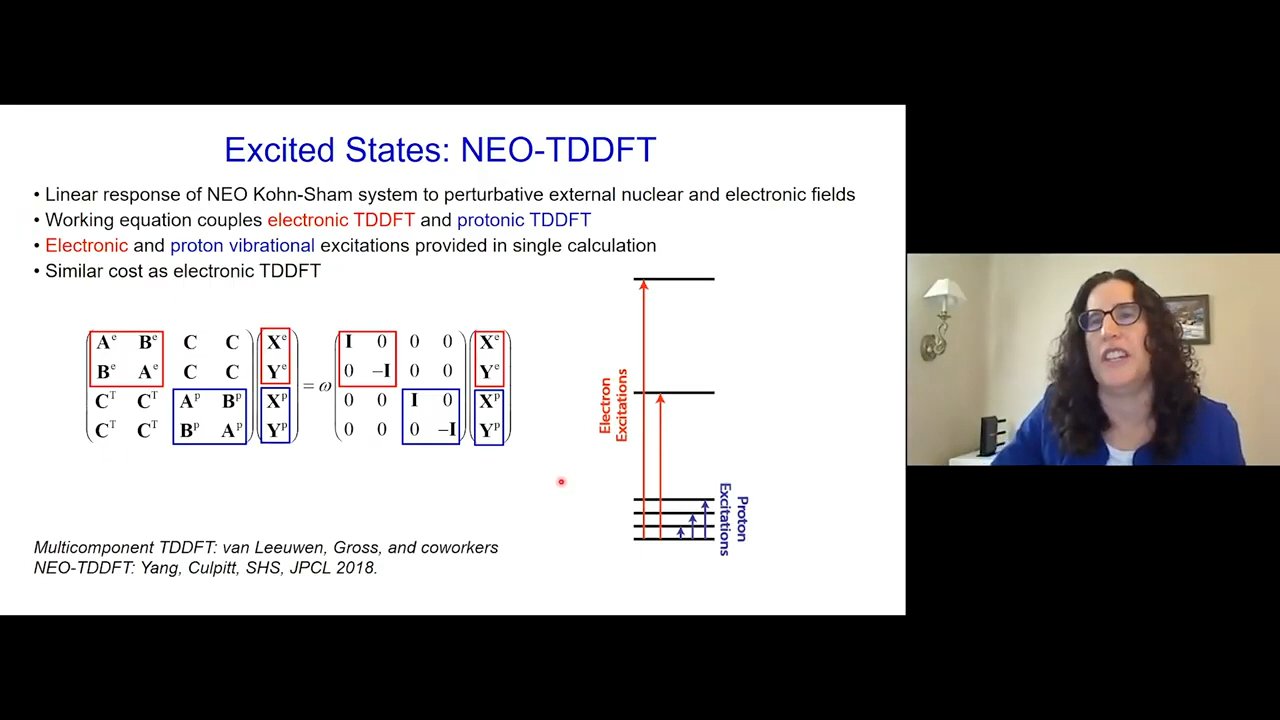 Excited States: NEO-TDDFT
• Linear response of NEO Kohn-Sham system to perturbative external nuclear and electronic fields
• Working equation couples electronic TDDFT and protonic TDDFT
• Electronic and proton vibrational excitations provided in single calculation
• Similar cost as electronic TDDFT
Aᵉ Bᵉ C C Xᵉ I 0 0 0 Xᵉ
Bᵉ Aᵉ C C Yᵉ = ω 0 −I 0 0 Yᵉ
Cᵀ Cᵀ Aᵖ Bᵖ Xᵖ 0 0 I 0 Xᵖ
Cᵀ Cᵀ Bᵖ Aᵖ Yᵖ 0 0 0 −I Yᵖ
Electron
Excitations
Proton
Excitations
Multicomponent TDDFT: van Leeuwen, Gross, and coworkers
NEO-TDDFT: Yang, Culpitt, SHS, JPCL 2018.